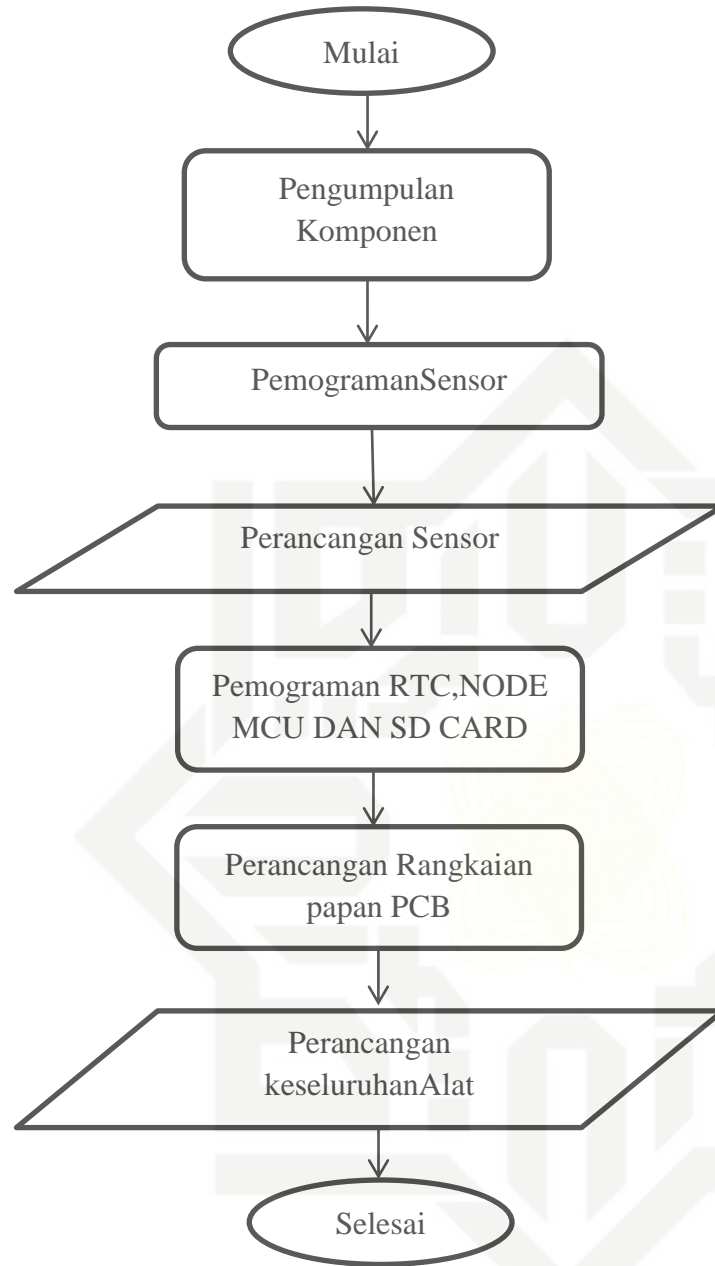 Mulai
Pengumpulan
Komponen
PemogramanSensor
Perancangan Sensor
Pemograman RTC,NODE
MCU DAN SD CARD
Perancangan Rangkaian
papan PCB
Perancangan
keseluruhanAlat
Selesai